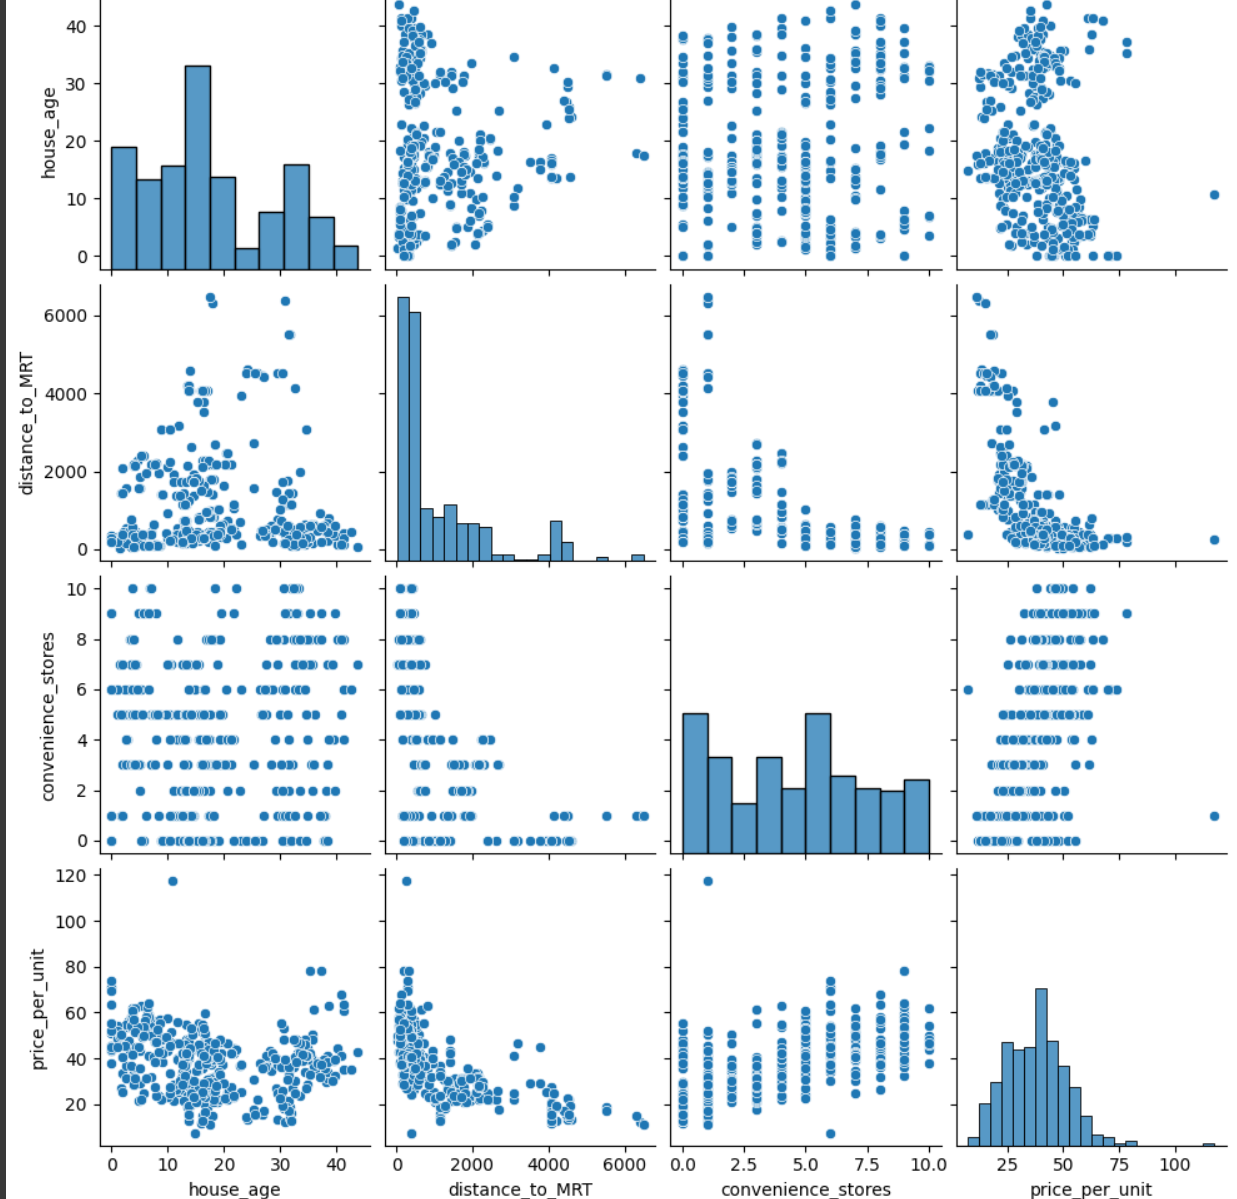 40
30
20
10
0
house_age
6000
4000
2000
0
distance_to_MRT
10
8
6
4
2
0
convenience_stores
120
100
80
60
40
20
price_per_unit
0 10 20 30 40
house_age
0 2000 4000 6000
distance_to_MRT
0.0 2.5 5.0 7.5 10.0
convenience_stores
25 50 75 100
price_per_unit